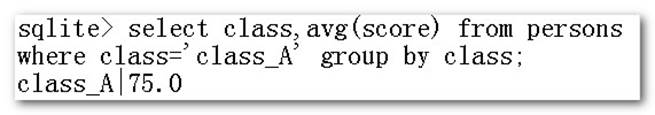 sqlite> select class,avg(score) from persons
where class='class_A' group by class;
class_A|75.0